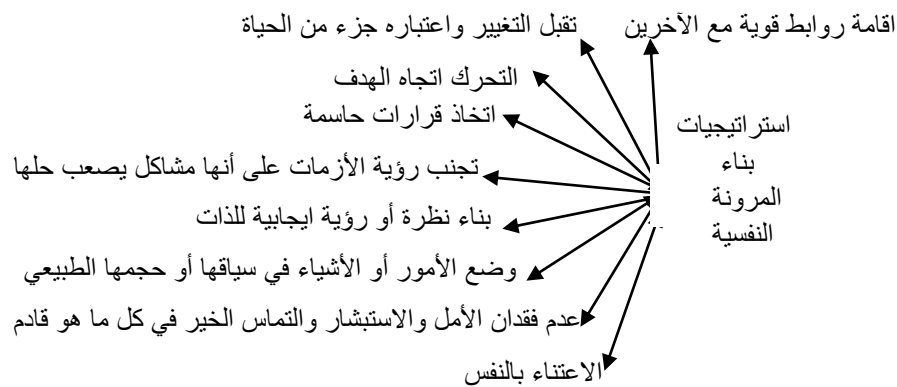 اقامة روابط قوية مع الآخرين
تقبل التغيير واعتباره جزء من الحياة
التحرك اتجاه الهدف
اتخاذ قرارات حاسمة
استراتيجيات
بناء
المرونة
النفسية
تجنب رؤية الأزمات على أنها مشاكل يصعب حلها
بناء نظرة أو رؤية ايجابية للذات
وضع الأمور أو الأشياء في سياقها أو حجمها الطبيعي
عدم فقدان الأمل والاستبشار والتماس الخير في كل ما هو قادم
الاعتناء بالنفس